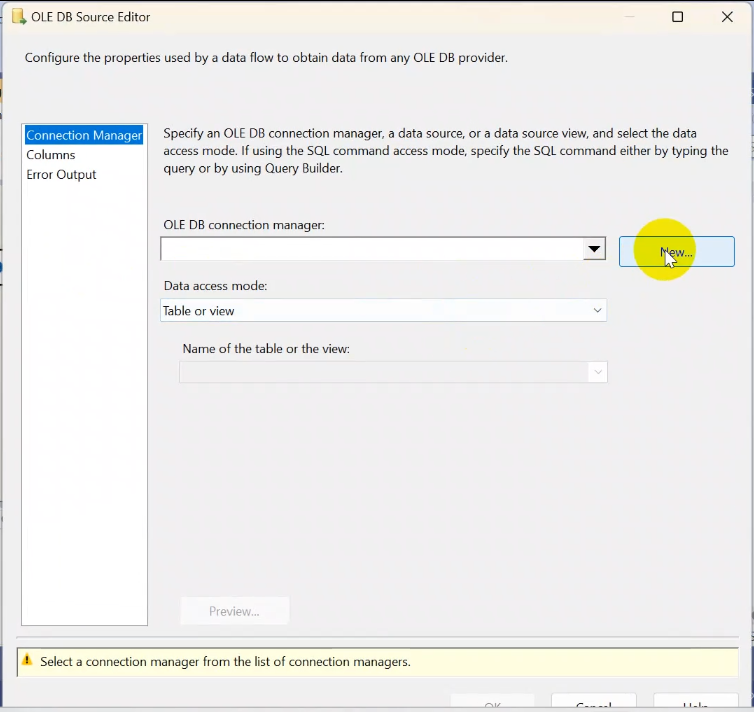 OLE DB Source Editor
Configure the properties used by a data flow to obtain data from any OLE DB provider.
Connection Manager
Columns
Error Output
Specify an OLE DB connection manager, a data source, or a data source view, and select the data
access mode. If using the SQL command access mode, specify the SQL command either by typing the
query or by using Query Builder.
OLE DB connection manager:
New...
Data access mode:
Table or view
Name of the table or the view:
Preview...
Select a connection manager from the list of connection managers.
OK
Cancel
Help